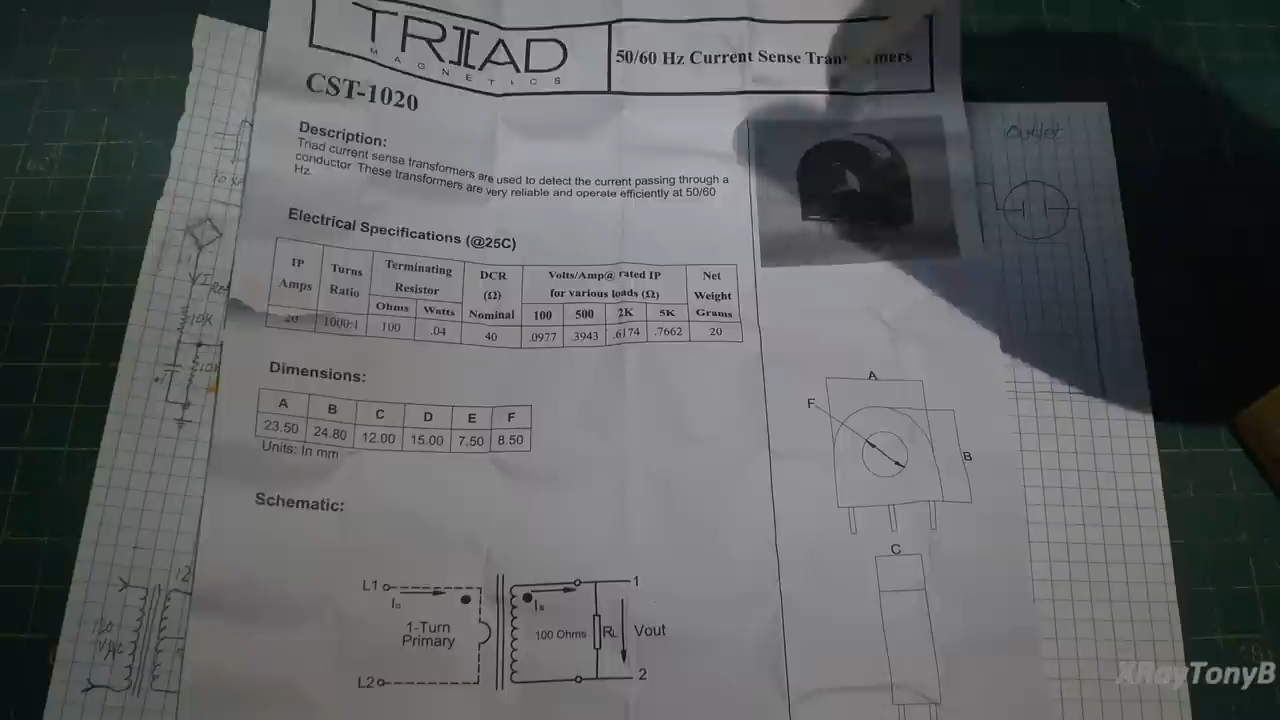 TRIAD
MAGNETICS
50/60 Hz Current Sense
CST-1020
Outlet
Description:
Triad current sense transformers are used to detect the current passing through a
conductor These transformers are very reliable and operate efficiently at 50/60
Hz.
Electrical Specifications (@25C)
IP Amps Turns Ratio Terminating Resistor DCR (Ω) Nominal Volts/Amp@ rated IP for various loads (Ω) Net Weight Grams
Ohms Watts 100 500 2K 5K
20 1000:1 100 .04 40 .0977 .3943 .6174 .7662 20
10K
Dimensions:
A B C D E F
23.50 24.80 12.00 15.00 7.50 8.50
Units: In mm
A
F
B
C
Schematic:
L1
Io
1-Turn
Primary
L2
Is
100 Ohms
RL
Vout
1
2
12
120
VAC
XRayTonyB